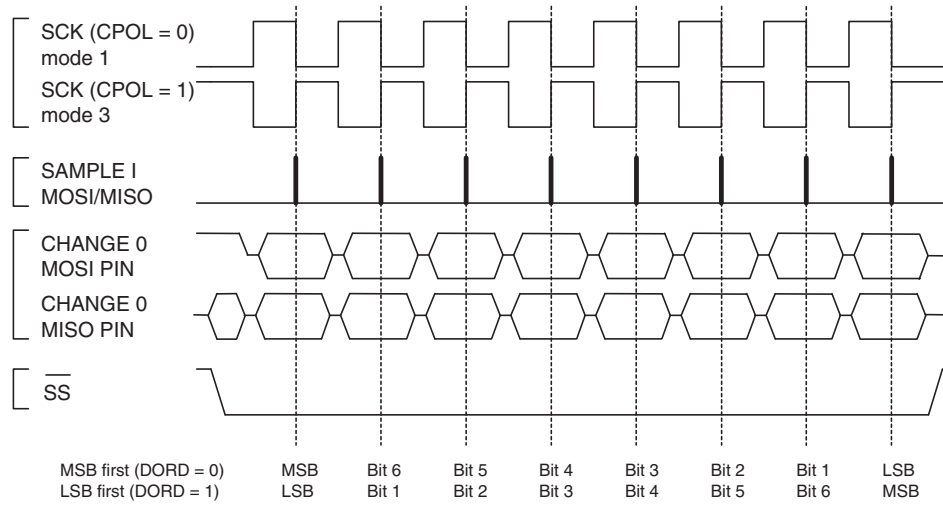 SCK (CPOL = 0)
mode 1
SCK (CPOL = 1)
mode 3
SAMPLE I
MOSI/MISO
CHANGE 0
MOSI PIN
CHANGE 0
MISO PIN
SS
MSB first (DORD = 0) MSB Bit 6 Bit 5 Bit 4 Bit 3 Bit 2 Bit 1 LSB
LSB first (DORD = 1) LSB Bit 1 Bit 2 Bit 3 Bit 4 Bit 5 Bit 6 MSB